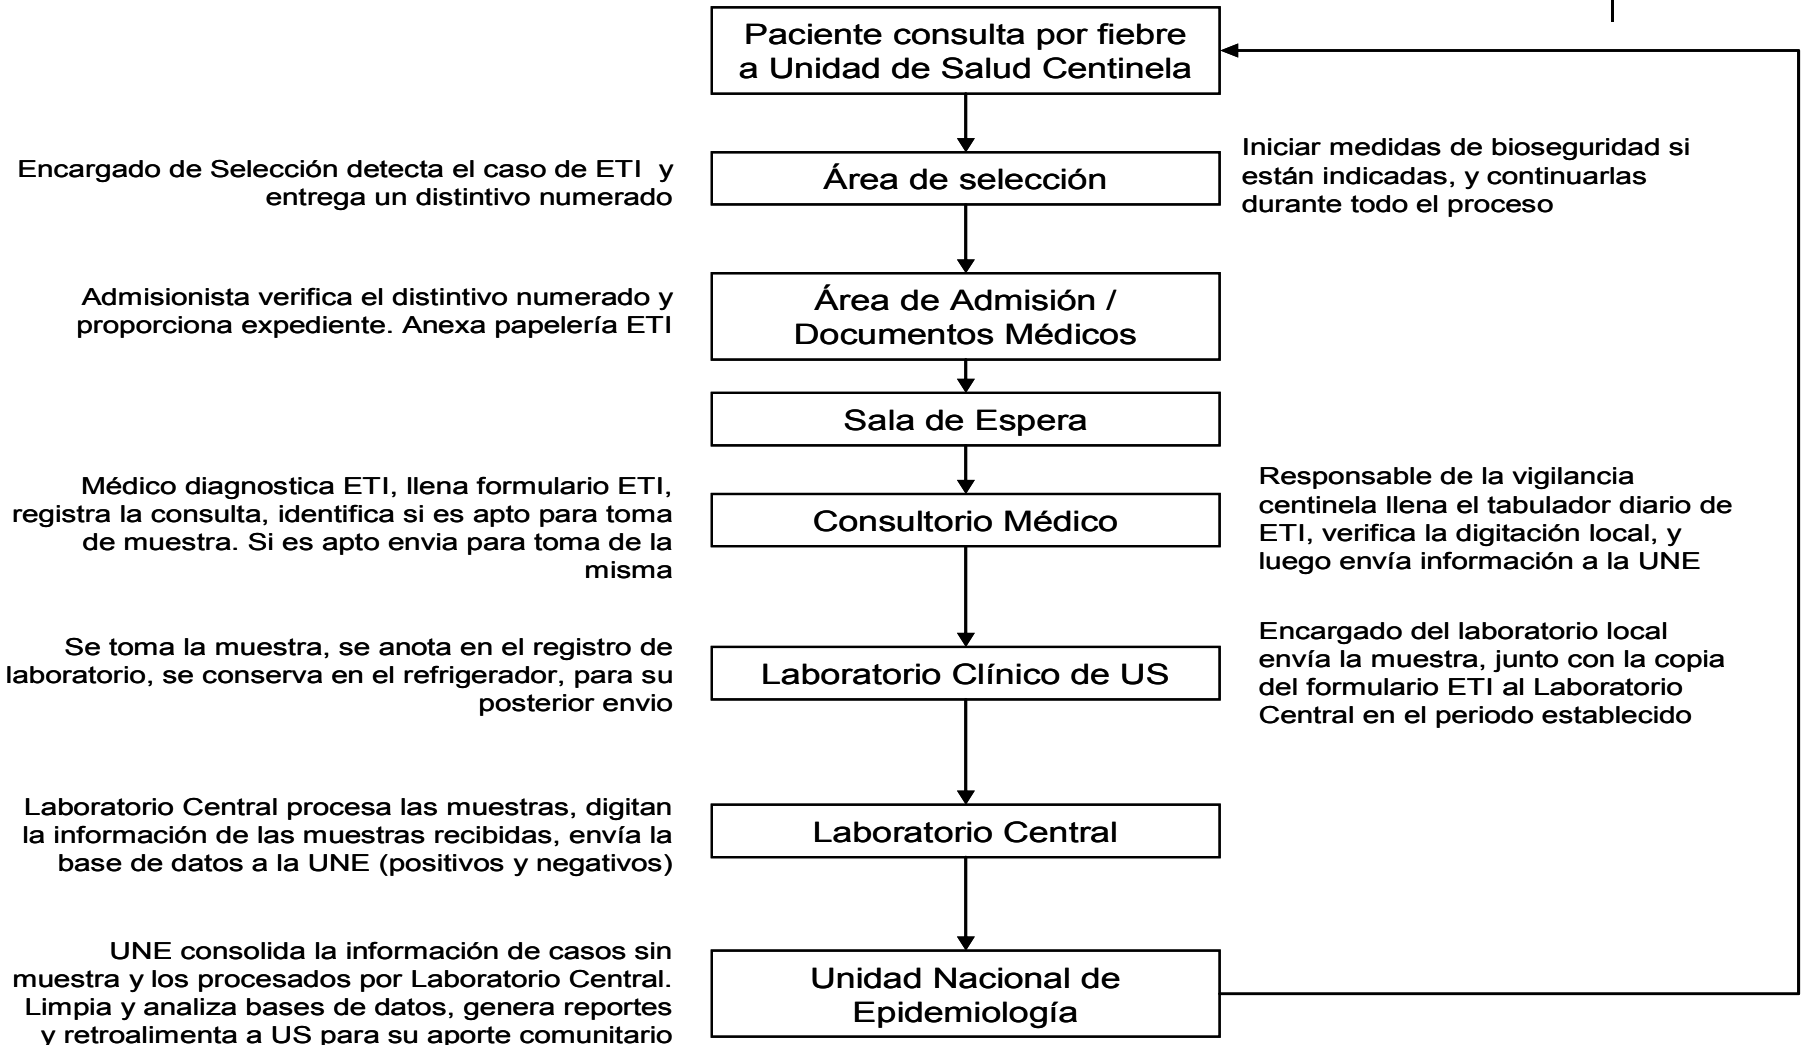 Paciente consulta por fiebre
a Unidad de Salud Centinela
Encargado de Selección detecta el caso de ETI y
entrega un distintivo numerado
Área de selección
Iniciar medidas de bioseguridad si
están indicadas, y continuarlas
durante todo el proceso
Admisionista verifica el distintivo numerado y
proporciona expediente. Anexa papelería ETI
Área de Admisión /
Documentos Médicos
Sala de Espera
Médico diagnostica ETI, llena formulario ETI,
registra la consulta, identifica si es apto para toma
de muestra. Si es apto envia para toma de la
misma
Consultorio Médico
Responsable de la vigilancia
centinela llena el tabulador diario de
ETI, verifica la digitación local, y
luego envía información a la UNE
Se toma la muestra, se anota en el registro de
laboratorio, se conserva en el refrigerador, para su
posterior envio
Laboratorio Clínico de US
Encargado del laboratorio local
envía la muestra, junto con la copia
del formulario ETI al Laboratorio
Central en el periodo establecido
Laboratorio Central procesa las muestras, digitan
la información de las muestras recibidas, envía la
base de datos a la UNE (positivos y negativos)
Laboratorio Central
UNE consolida la información de casos sin
muestra y los procesados por Laboratorio Central.
Limpia y analiza bases de datos, genera reportes
y retroalimenta a US para su aporte comunitario
Unidad Nacional de
Epidemiología